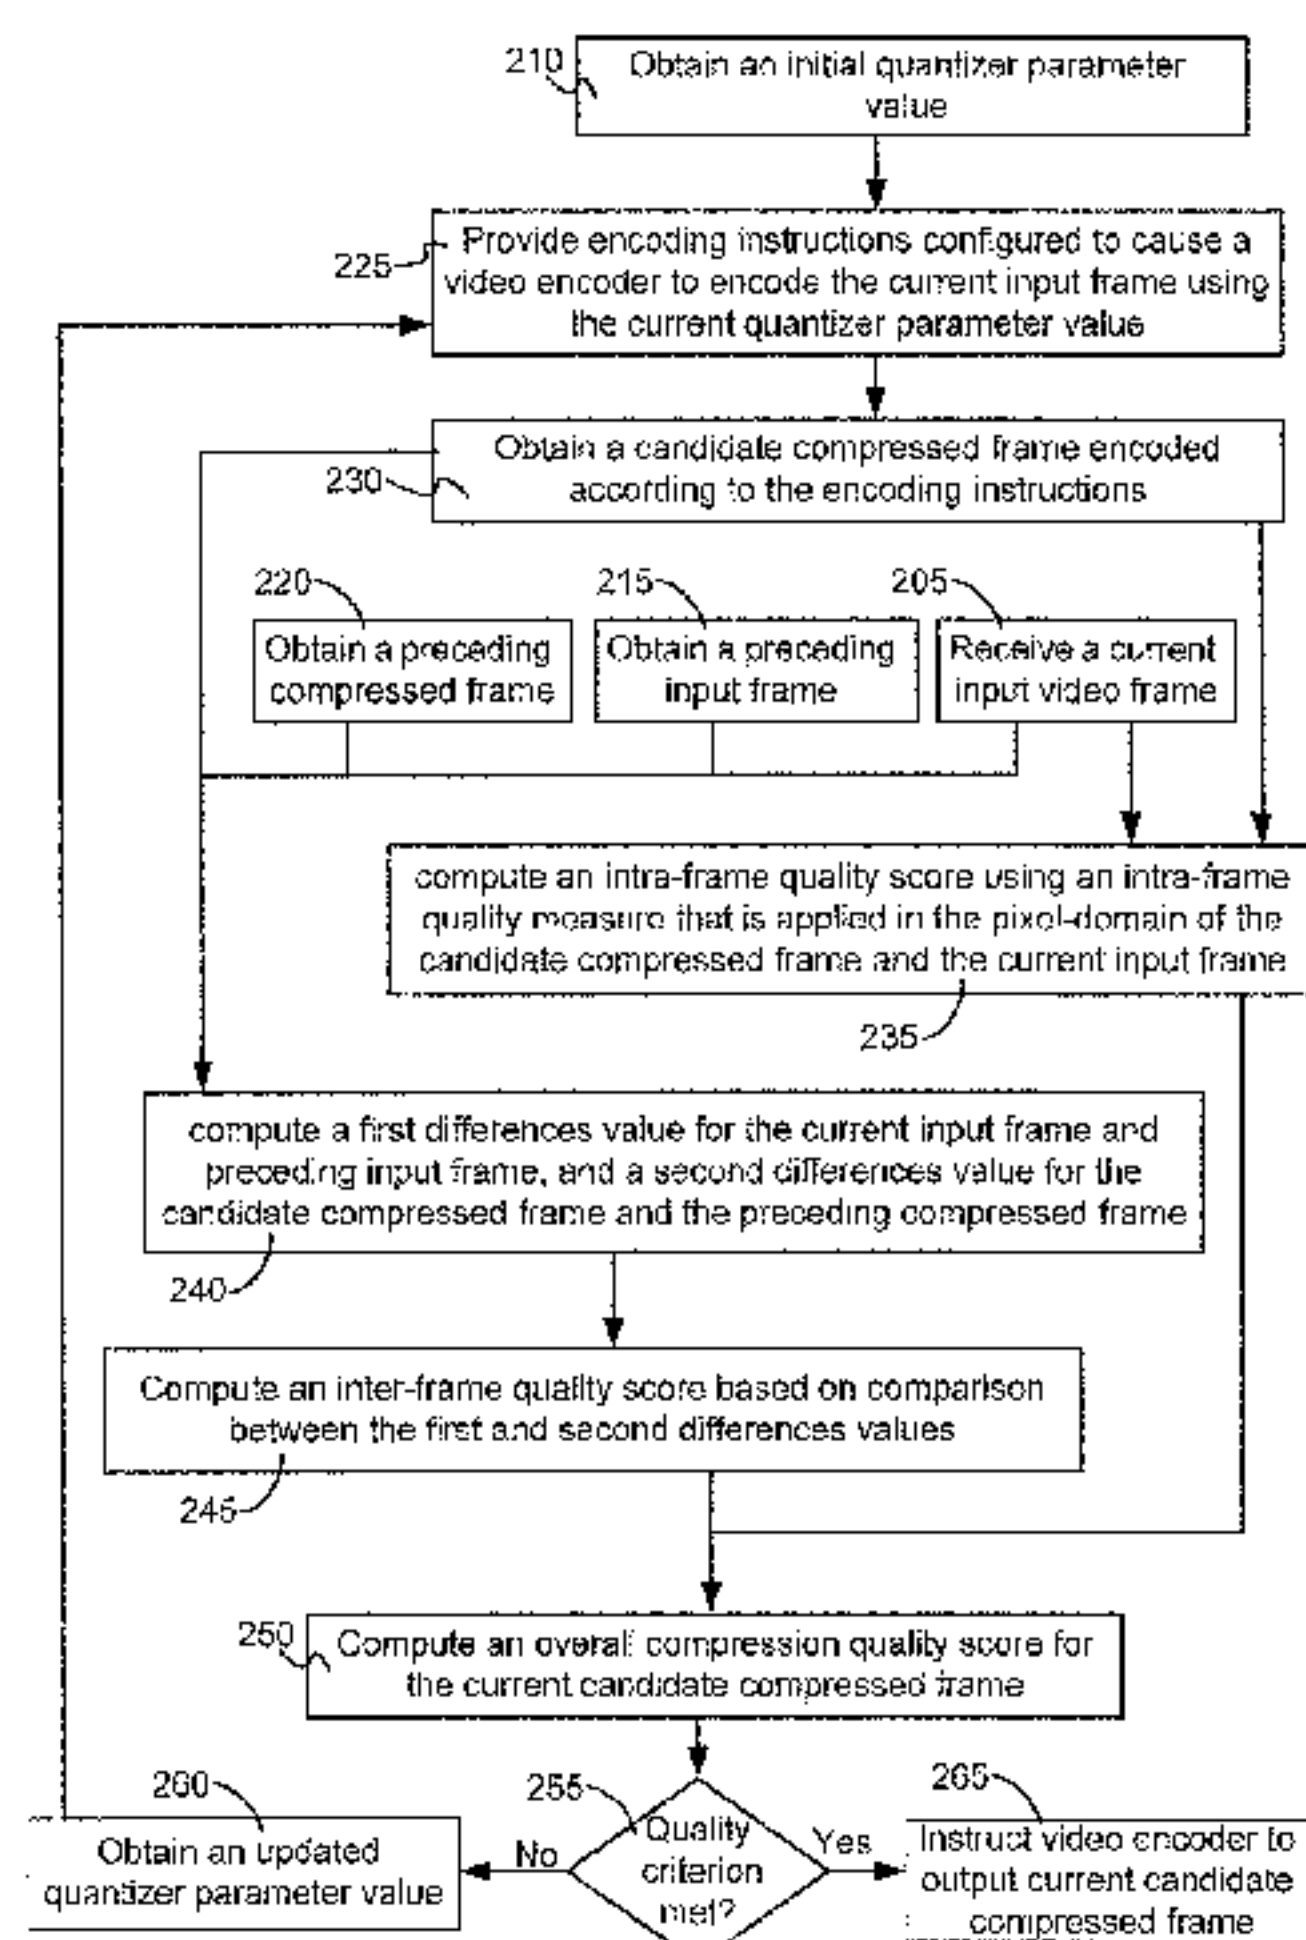 210
Obtain an initial quantizer parameter
value
225
Provide encoding instructions configured to cause a
video encoder to encode the current input frame using
the current quantizer parameter value
230
Obtain a candidate compressed frame encoded
according to the encoding instructions
220
Obtain a preceding
compressed frame
215
Obtain a preceding
input frame
205
Receive a current
input video frame
compute an intra-frame quality score using an intra-frame
quality measure that is applied in the pixel-domain of the
candidate compressed frame and the current input frame
235
compute a first differences value for the current input frame and
preceding input frame, and a second differences value for the
candidate compressed frame and the preceding compressed frame
240
Compute an inter-frame quality score based on comparison
between the first and second differences values
245
250
Compute an overall compression quality score for
the current candidate compressed frame
260
Obtain an updated
quantizer parameter value
No
255
Quality
criterion
met?
Yes
265
Instruct video encoder to
output current candidate
compressed frame